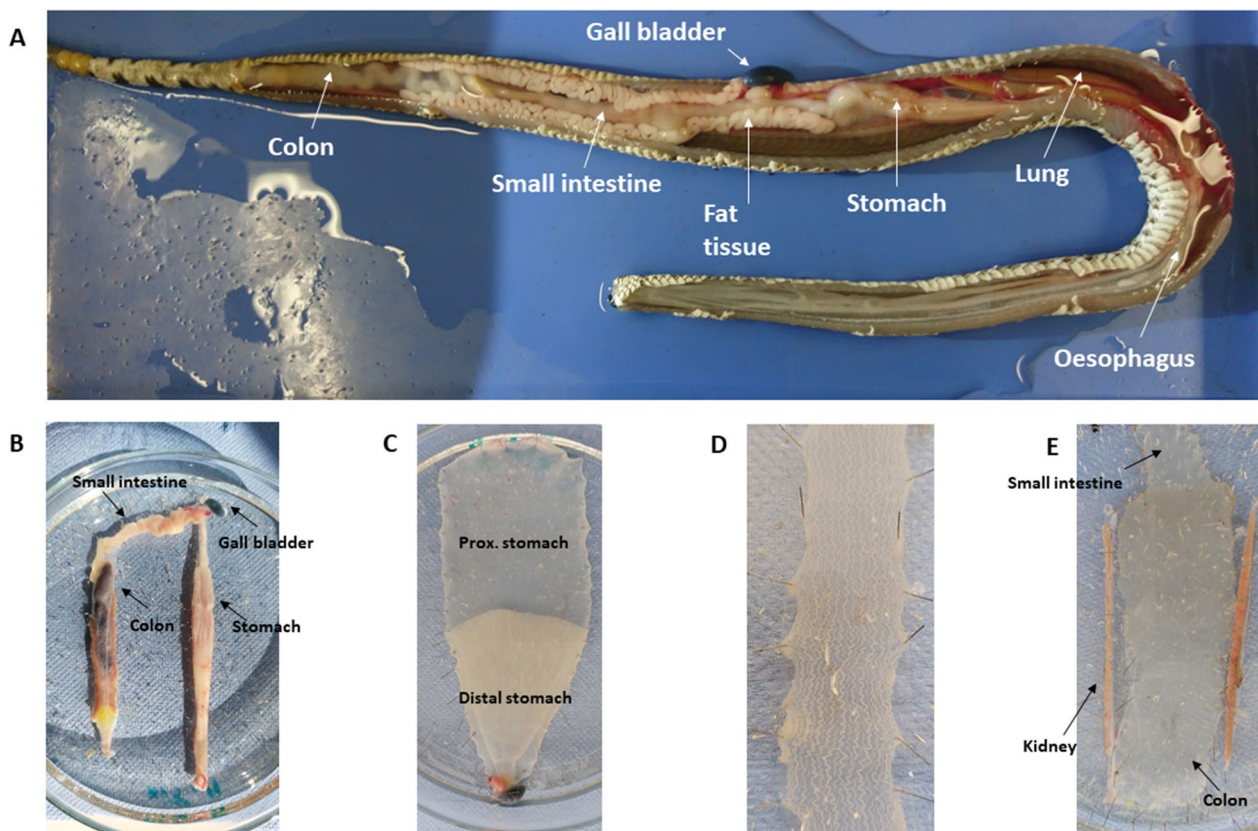 A
Gall bladder
Colon
Small intestine
Fat
tissue
Stomach
Lung
Oesophagus
B
Small intestine
Gall bladder
Colon
Stomach
C
Prox. stomach
Distal stomach
D
E
Small intestine
Kidney
Colon